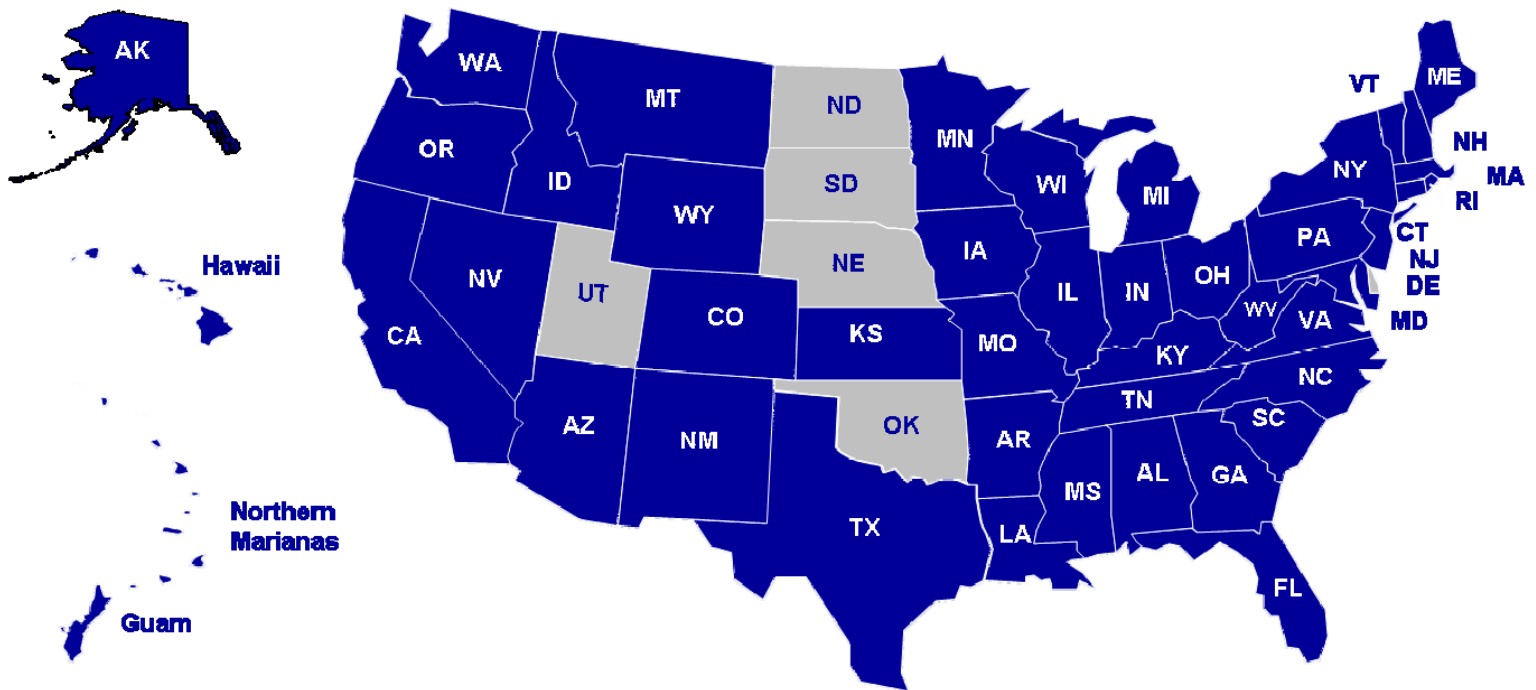 AK
WA
MT
ND
MN
VT
ME
OR
ID
SD
WI
MI
NY
NH
MA
RI
WY
IA
PA
CT
NJ
DE
MD
Hawaii
NV
UT
NE
IL
IN
OH
WV
VA
CA
CO
KS
MO
KY
NC
TN
AZ
NM
OK
AR
SC
MS
AL
GA
TX
LA
FL
Northern
Marianas
Guam